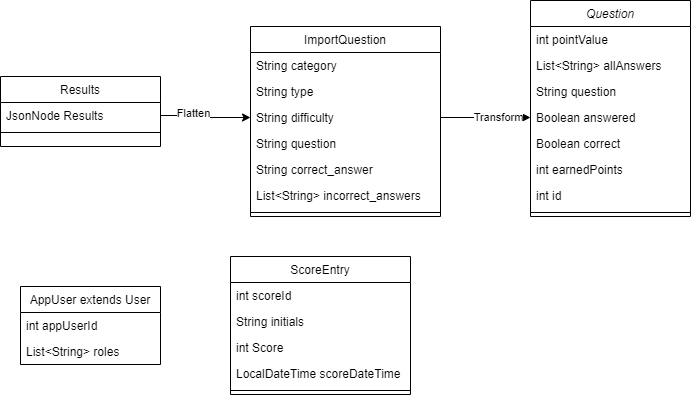 Results
JsonNode Results
Flatten
ImportQuestion
String category
String type
String difficulty
String question
String correct_answer
List<String> incorrect_answers
Transform
Question
int pointValue
List<String> allAnswers
String question
Boolean answered
Boolean correct
int earnedPoints
int id
AppUser extends User
int appUserId
List<String> roles
ScoreEntry
int scoreId
String initials
int Score
LocalDateTime scoreDateTime